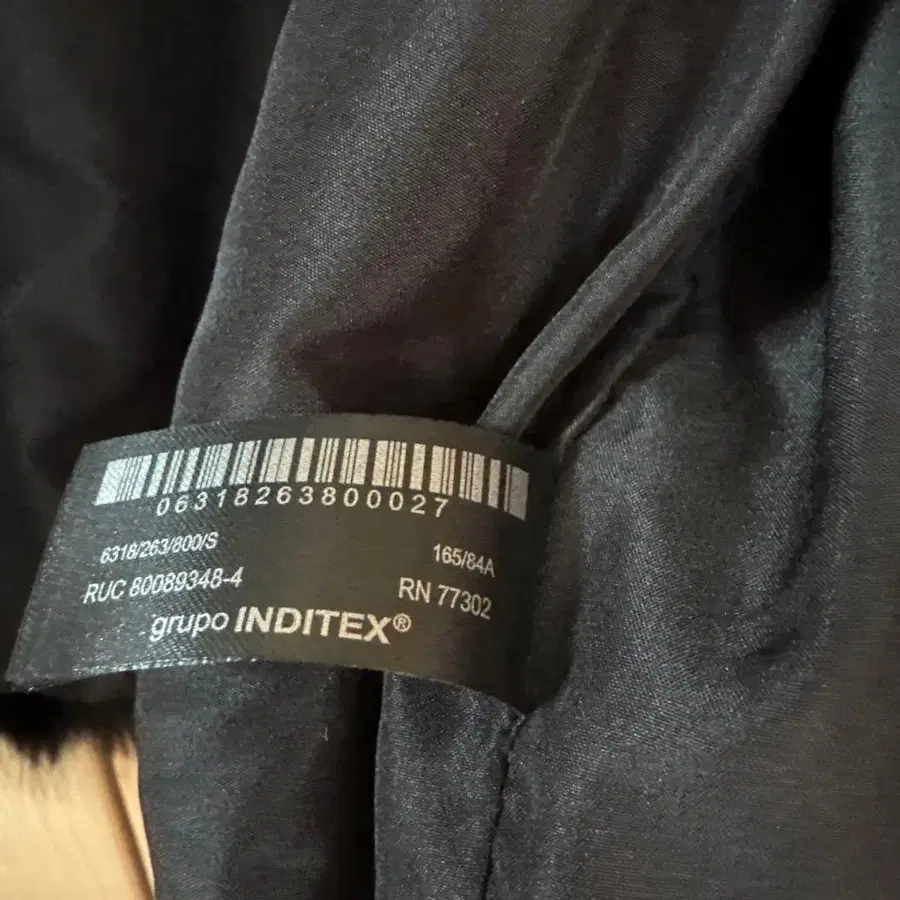 06318263800027
6318/263/800/S 165/84A
RUC 80089348-4 RN 77302
grupo INDITEX®